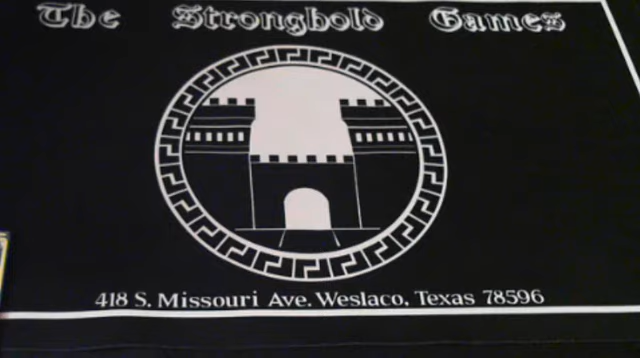 The Stronghold Games
418 S. Missouri Ave. Weslaco, Texas 78596